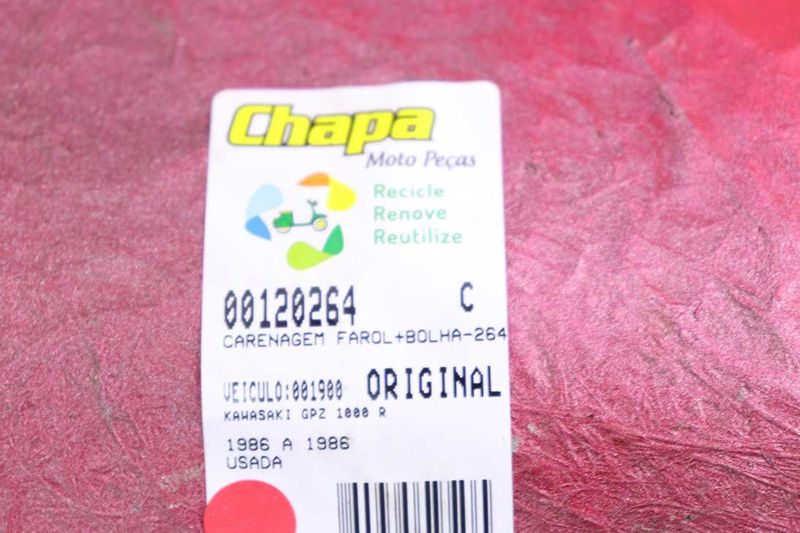 Chapa
Moto Peças
Recicle
Renove
Reutilize
00120264 C
CARENAGEM FAROL+BOLHA-264
VEICULO:001900 ORIGINAL
KAWASAKI GPZ 1000 R
1986 A 1986
USADA